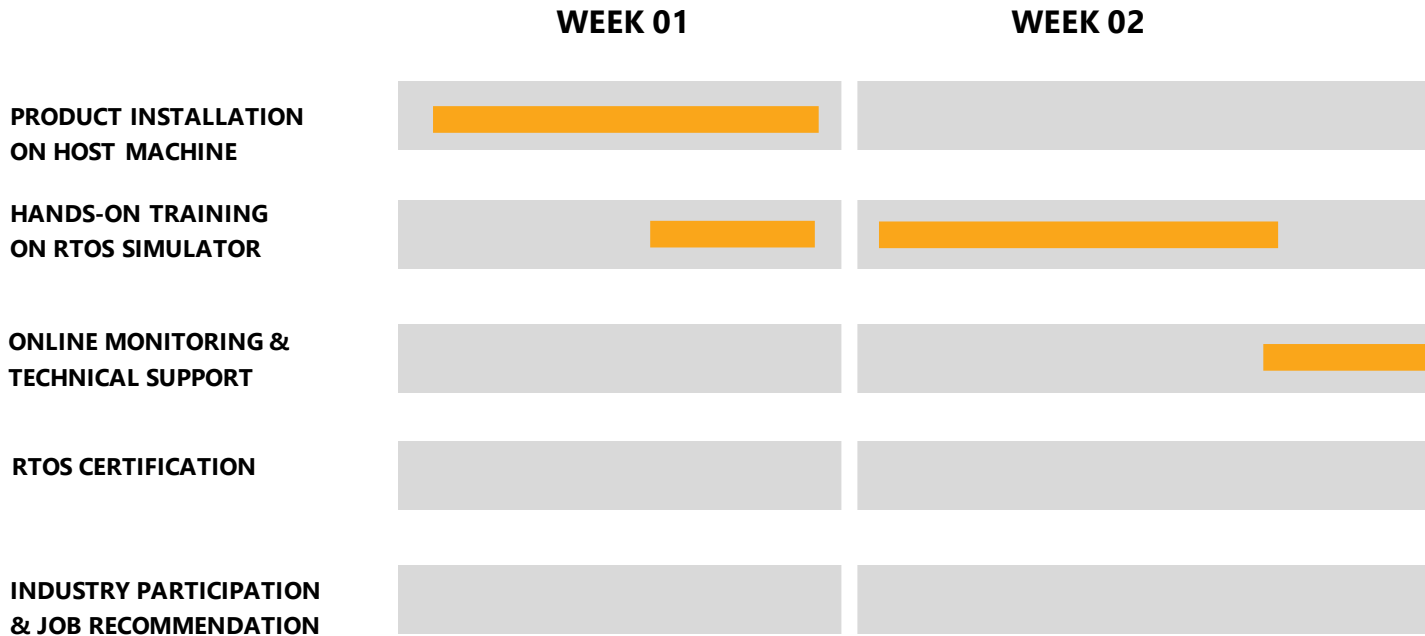 WEEK 01
WEEK 02
PRODUCT INSTALLATION
ON HOST MACHINE
HANDS-ON TRAINING
ON RTOS SIMULATOR
ONLINE MONITORING &
TECHNICAL SUPPORT
RTOS CERTIFICATION
INDUSTRY PARTICIPATION
& JOB RECOMMENDATION